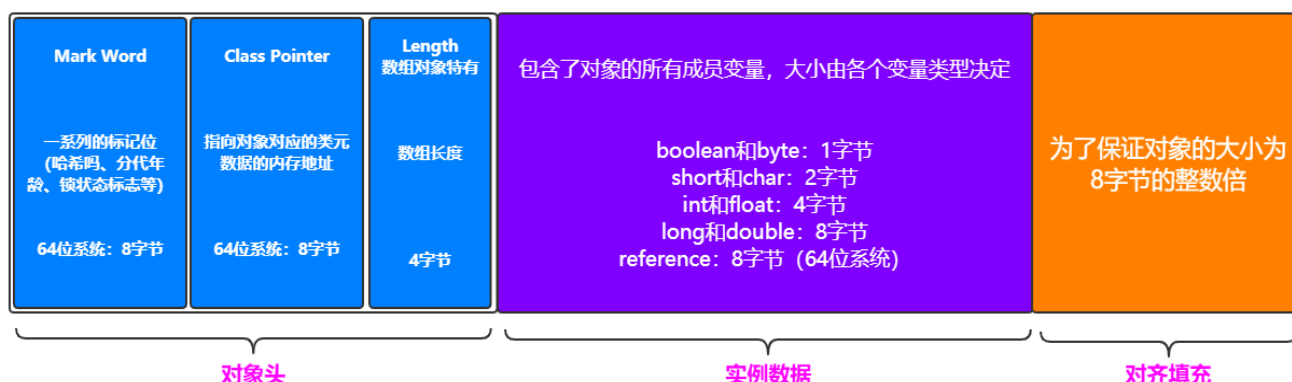 Mark Word
一系列的标记位
(哈希吗、分代年
龄、锁状态标志等)
64位系统：8字节
Class Pointer
指向对象对应的类元
数据的内存地址
64位系统：8字节
Length
数组对象特有
数组长度
4字节
包含了对象的所有成员变量，大小由各个变量类型决定
boolean和byte：1字节
short和char：2字节
int和float：4字节
long和double：8字节
reference：8字节（64位系统）
为了保证对象的大小为
8字节的整数倍
对象头
实例数据
对齐填充